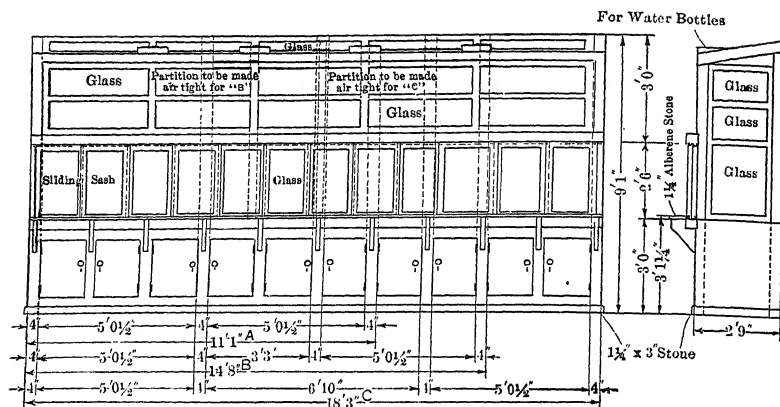 For Water Bottles
Glass
Glass
Partition to be made
air tight for "B"
Partition to be made
air tight for "C"
Glass
Glass
Glass
Glass
Sliding
Sash
Glass
3'0"
9'1"
2'6"
1¼" Alberene Stone
3'0"
3'1¼"
2'9"
1¼" x 3" Stone
4" 5'0½" 4" 5'0½" 4"
11'1" A
4" 5'0½" 4" 3'3" 4" 5'0½" 4"
14'8" B
4" 5'0½" 4" 6'10" 4" 5'0½" 4"
18'3" C